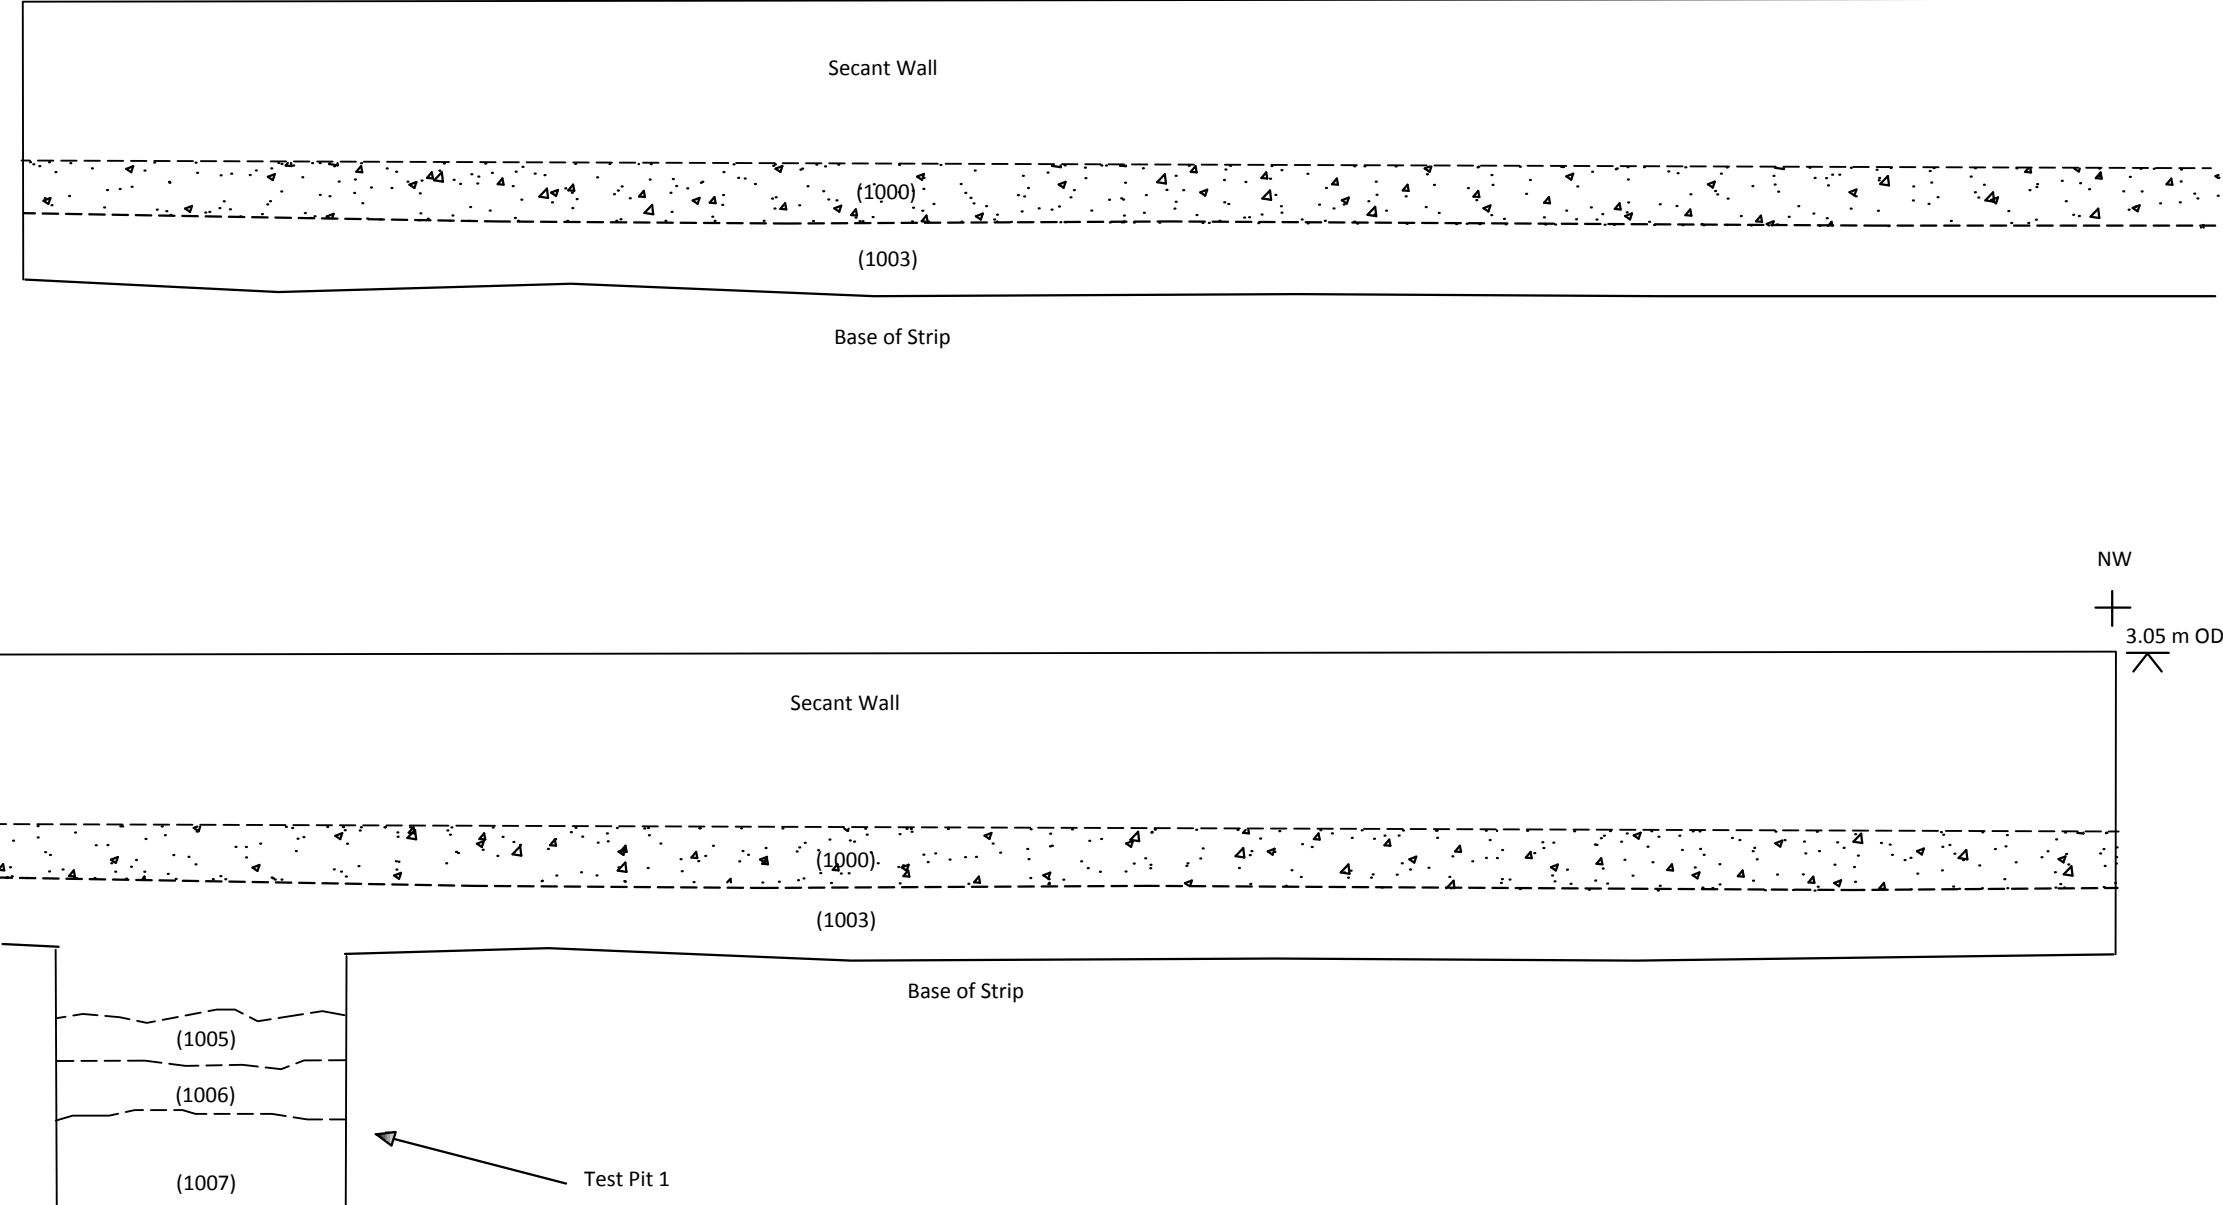 Secant Wall
(1000)
(1003)
Base of Strip
NW
3.05 m OD
Secant Wall
(1000)
(1003)
Base of Strip
(1005)
(1006)
(1007)
Test Pit 1